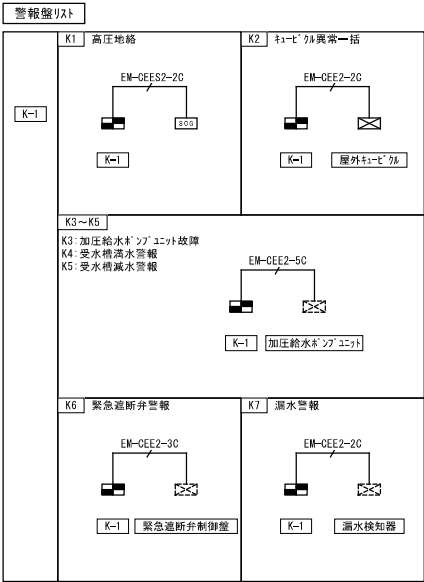 警報盤ﾘｽﾄ
K-1
K1 高圧地絡
EM-CEES2-2C
SOG
K-1
K2 ｷｭｰﾋﾞｸﾙ異常一括
EM-CEE2-2C
K-1 屋外ｷｭｰﾋﾞｸﾙ
K3～K5
K3:加圧給水ﾎﾟﾝﾌﾟﾕﾆｯﾄ故障
K4:受水槽満水警報
K5:受水槽減水警報
EM-CEE2-5C
K-1 加圧給水ﾎﾟﾝﾌﾟﾕﾆｯﾄ
K6 緊急遮断弁警報
EM-CEE2-3C
K-1 緊急遮断弁制御盤
K7 漏水警報
EM-CEE2-2C
K-1 漏水検知器